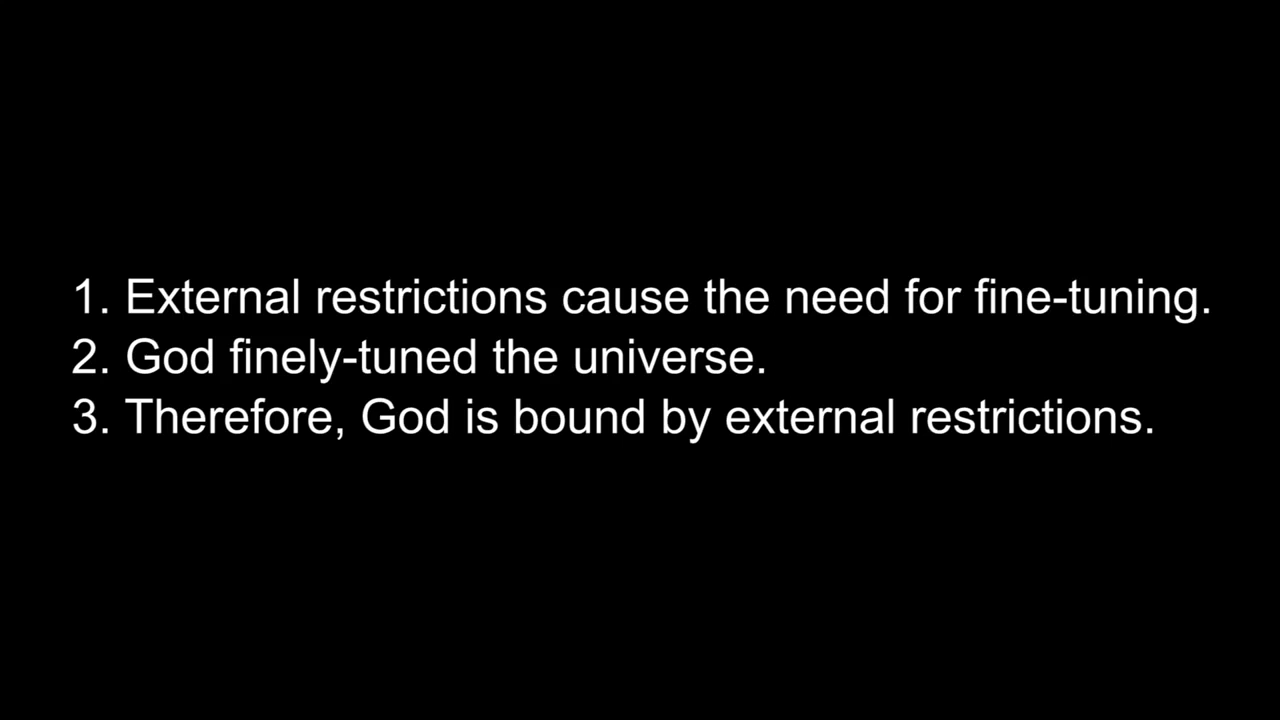 1. External restrictions cause the need for fine-tuning.
2. God finely-tuned the universe.
3. Therefore, God is bound by external restrictions.